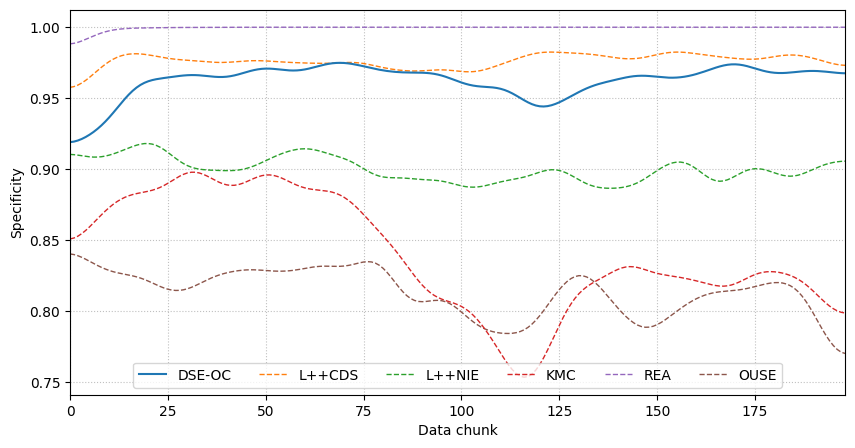 1.00
0.95
0.90
0.85
0.80
0.75
Specificity
DSE-OC L++CDS L++NIE KMC REA OUSE
0 25 50 75 100 125 150 175
Data chunk